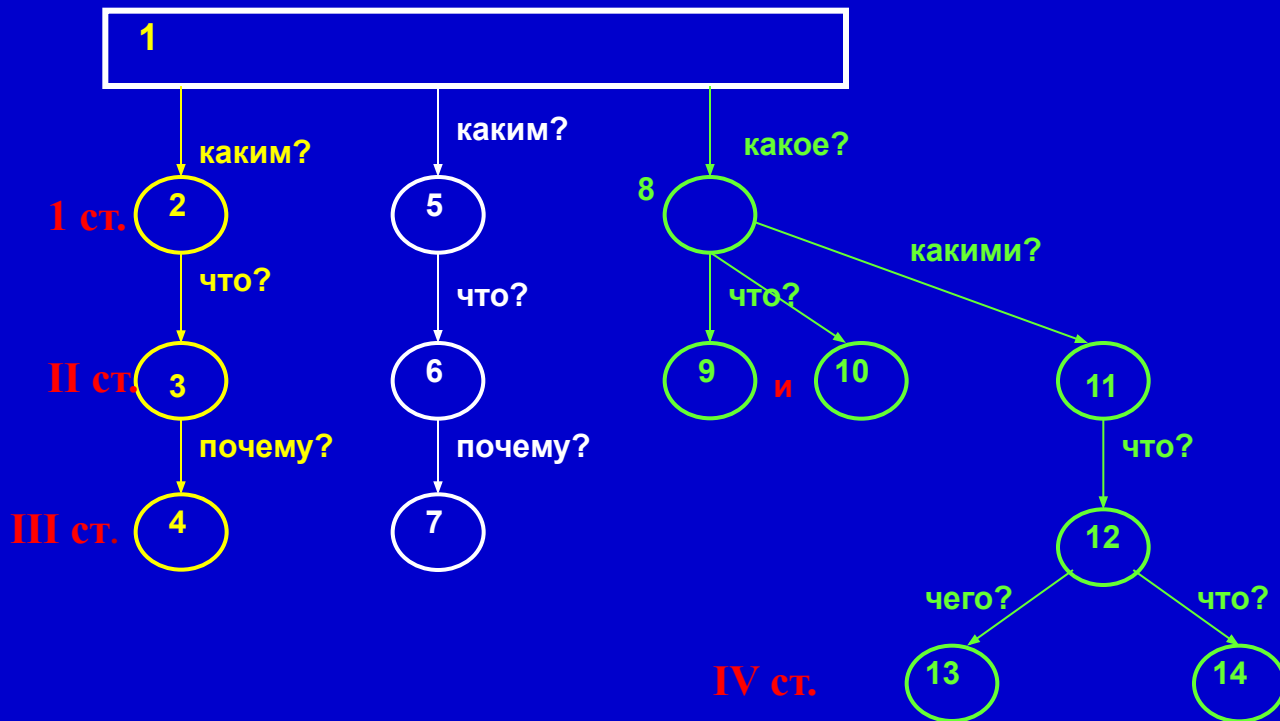 1
каким?
каким?
какое?
1 ст.
2
5
8
какими?
что?
что?
что?
II ст.
3
6
9
и
10
11
почему?
почему?
что?
III ст.
4
7
12
чего?
что?
IV ст.
13
14